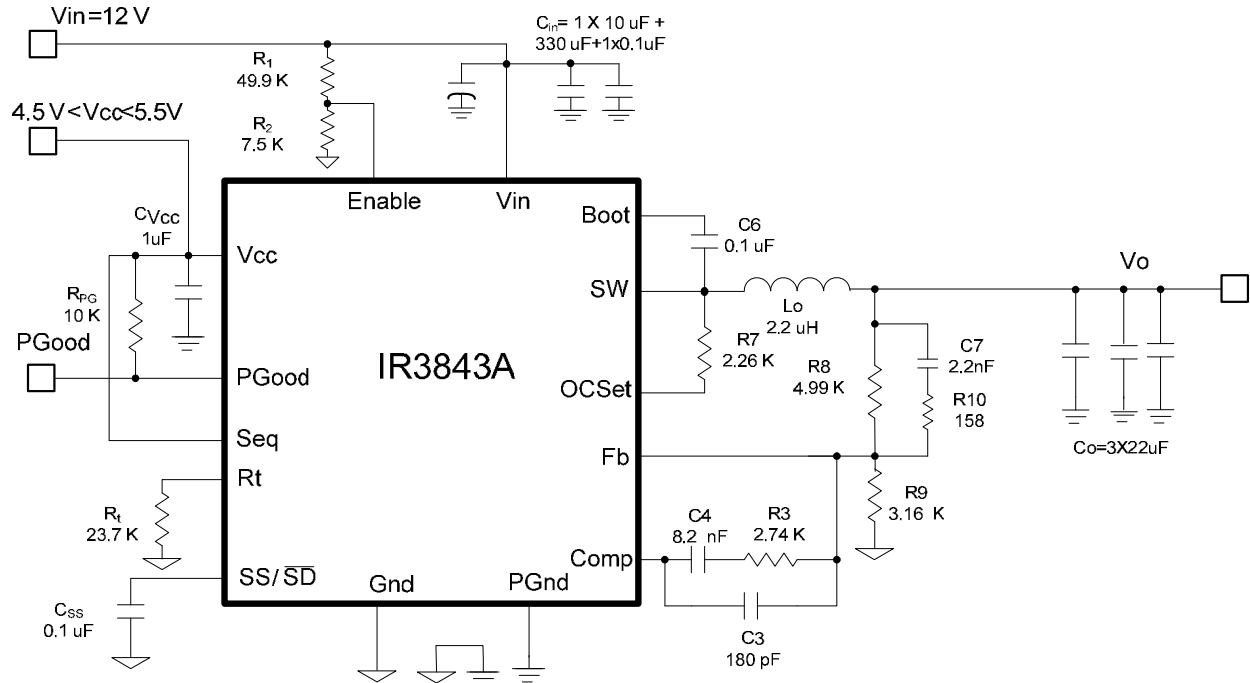 Vin=12 V
Cin= 1 X 10 uF +
330 uF+1x0.1uF
R1
49.9 K
4.5 V<Vcc<5.5V
R2
7.5 K
Enable
Vin
Boot
CVcc
1uF
Vcc
C6
0.1 uF
Vo
SW
Lo
2.2 uH
RPG
10 K
PGood
R7
2.26 K
C7
2.2nF
IR3843A
R8
4.99 K
PGood
OCSet
R10
158
Seq
Fb
Co=3X22uF
Rt
R9
3.16 K
Rt
23.7 K
C4
8.2 nF
R3
2.74 K
Comp
SS/SD
Gnd
PGnd
CSS
0.1 uF
C3
180 pF